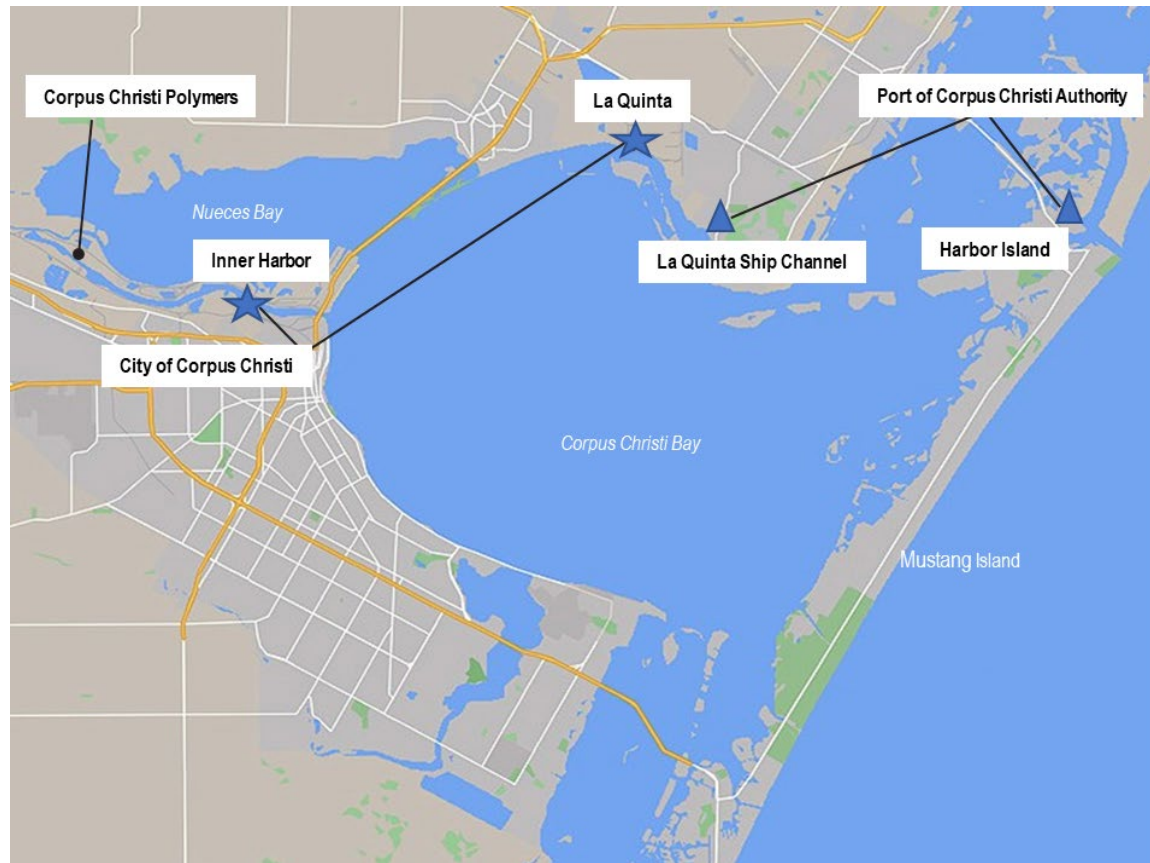 Corpus Christi Polymers
La Quinta
Port of Corpus Christi Authority
Nueces Bay
Inner Harbor
La Quinta Ship Channel
Harbor Island
City of Corpus Christi
Corpus Christi Bay
Mustang Island